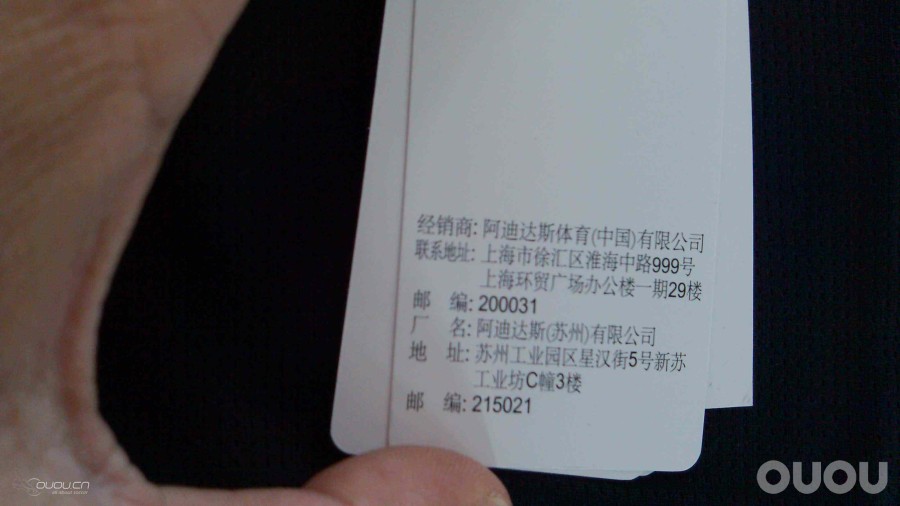 经销商: 阿迪达斯体育(中国)有限公司
联系地址: 上海市徐汇区淮海中路999号
上海环贸广场办公楼一期29楼
邮 编: 200031
厂 名: 阿迪达斯(苏州)有限公司
地 址: 苏州工业园区星汉街5号新苏
工业坊C幢3楼
邮 编: 215021
OUOU.CN
OUOU